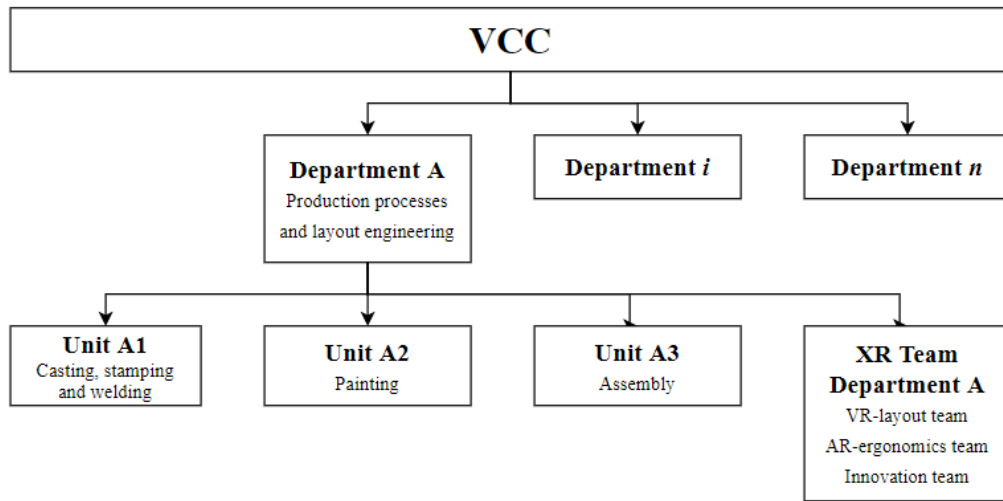 VCC
Department A
Production processes
and layout engineering
Department i
Department n
Unit A1
Casting, stamping
and welding
Unit A2
Painting
Unit A3
Assembly
XR Team
Department A
VR-layout team
AR-ergonomics team
Innovation team